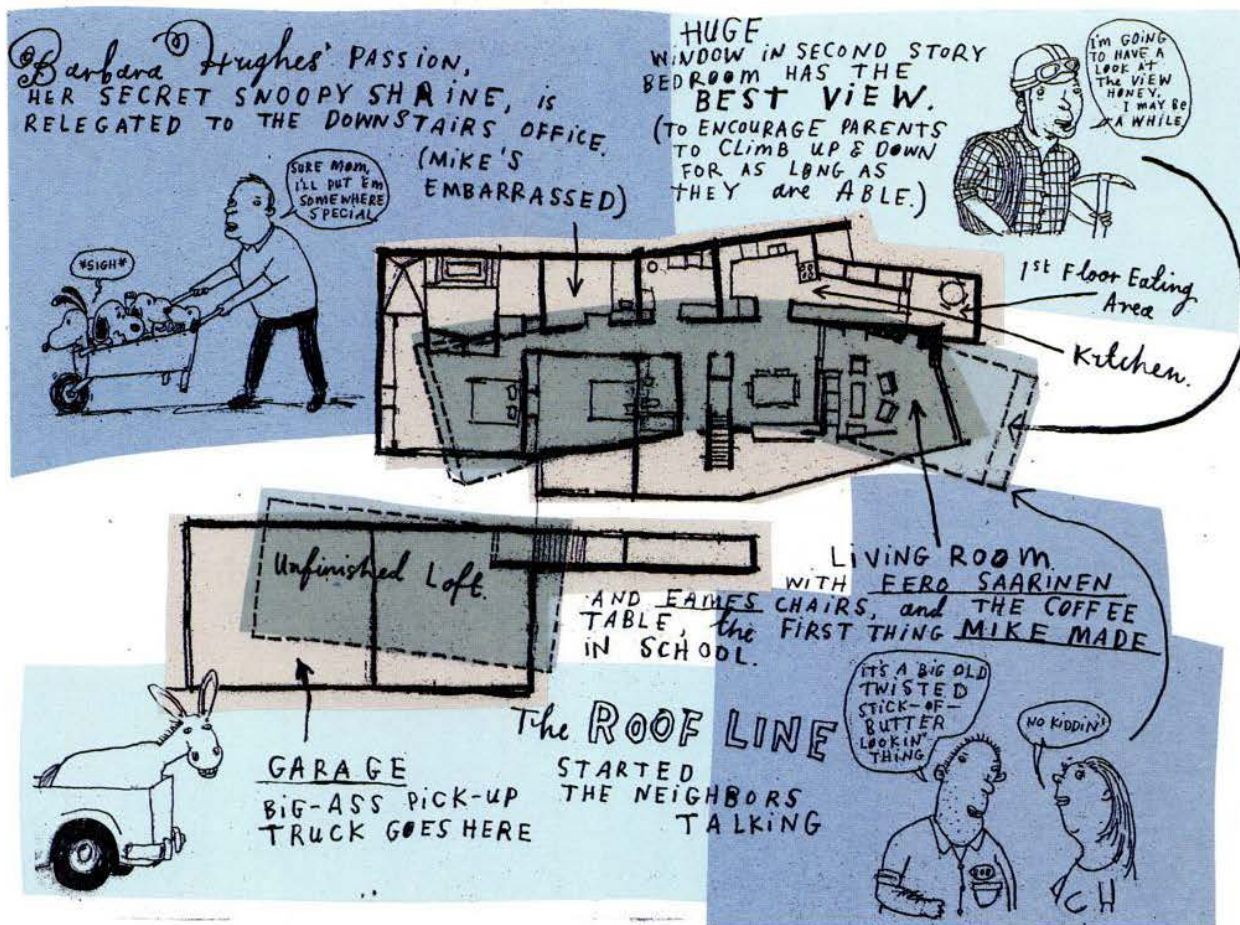 Barbara Hughes' PASSION,
HER SECRET SNOOPY SHRINE, is
RELEGATED TO THE DOWNSTAIRS OFFICE.
(MIKE'S
EMBARRASSED)
SURE MOM,
I'LL PUT 'EM
SOMEWHERE
SPECIAL
*SIGH*
HUGE
WINDOW IN SECOND STORY
BEDROOM HAS THE
BEST VIEW.
(TO ENCOURAGE PARENTS
TO CLIMB UP & DOWN
FOR AS LONG AS
THEY are ABLE.)
I'M GOING
TO HAVE A
LOOK AT
The VIEW
HONEY.
I MAY BE
A WHILE.
1st Floor Eating
Area
Kitchen.
Unfinished Loft.
LIVING ROOM
WITH EERO SAARINEN
AND EAMES CHAIRS, and THE COFFEE
TABLE, the FIRST THING MIKE MADE
IN SCHOOL.
GARAGE
BIG-ASS PICK-UP
TRUCK GOES HERE
The ROOF LINE
STARTED
THE NEIGHBORS
TALKING
IT'S A BIG OLD
TWISTED
STICK-OF-
BUTTER
LOOKIN'
THING
NO KIDDIN'!
BOB
CH